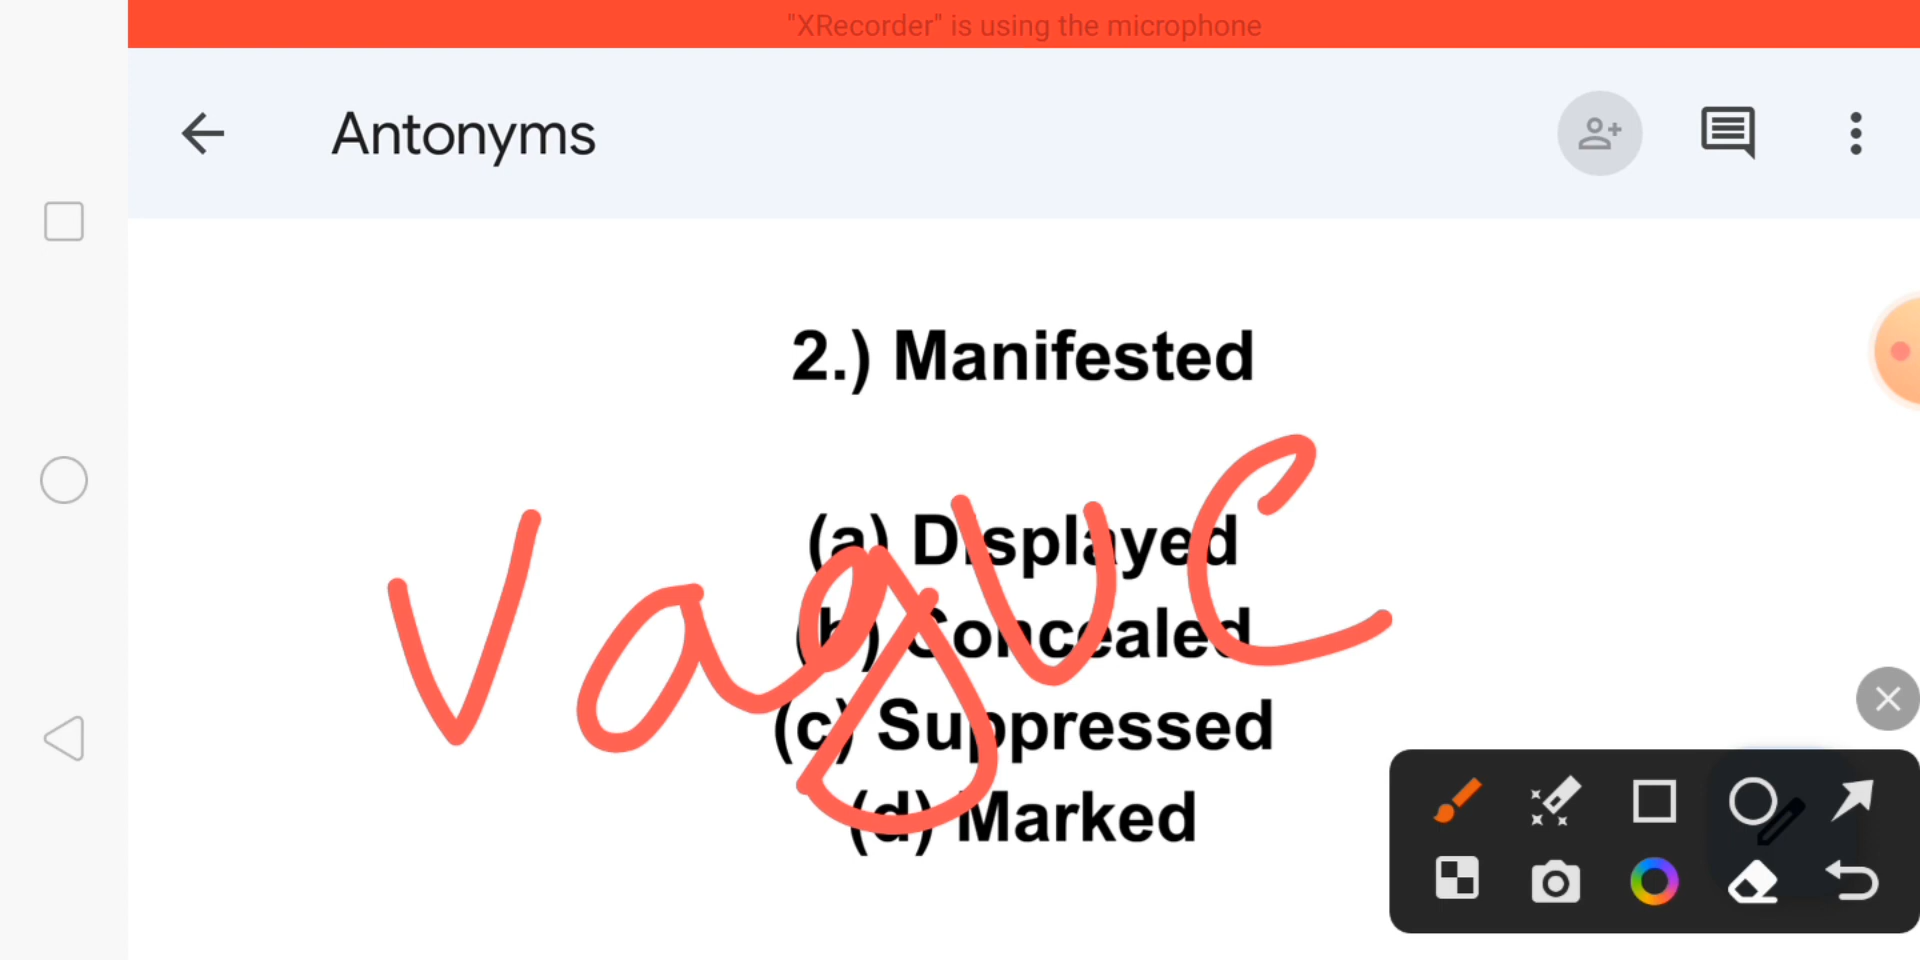 "XRecorder" is using the microphone
Antonyms
2.) Manifested
(a) Displayed
(b) Concealed
(c) Suppressed
(d) Marked
Vague